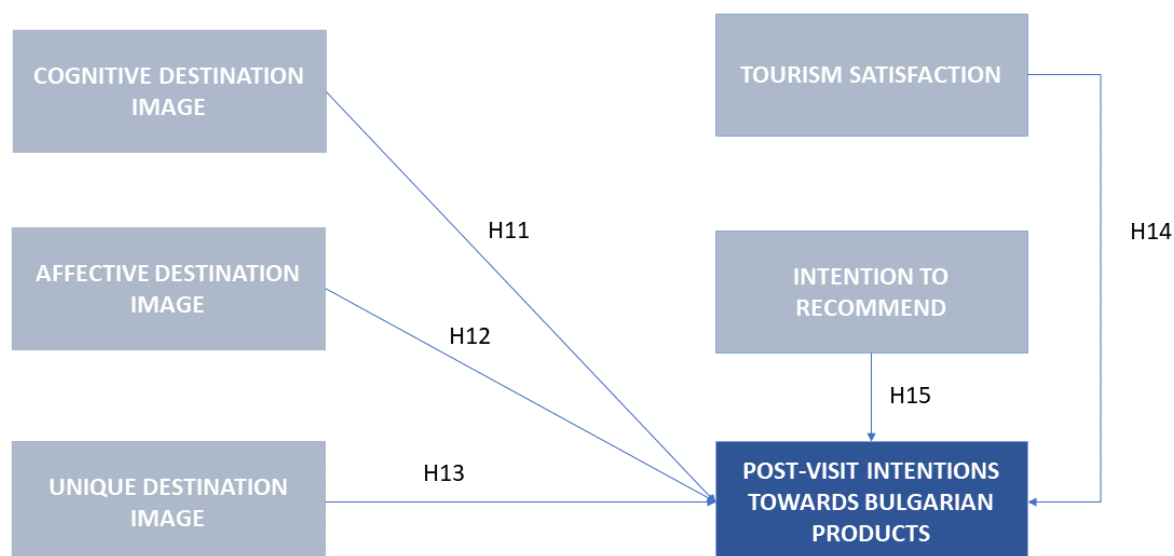 COGNITIVE DESTINATION
IMAGE
TOURISM SATISFACTION
H11
H14
AFFECTIVE DESTINATION
IMAGE
INTENTION TO
RECOMMEND
H12
H15
UNIQUE DESTINATION
IMAGE
H13
POST-VISIT INTENTIONS
TOWARDS BULGARIAN
PRODUCTS